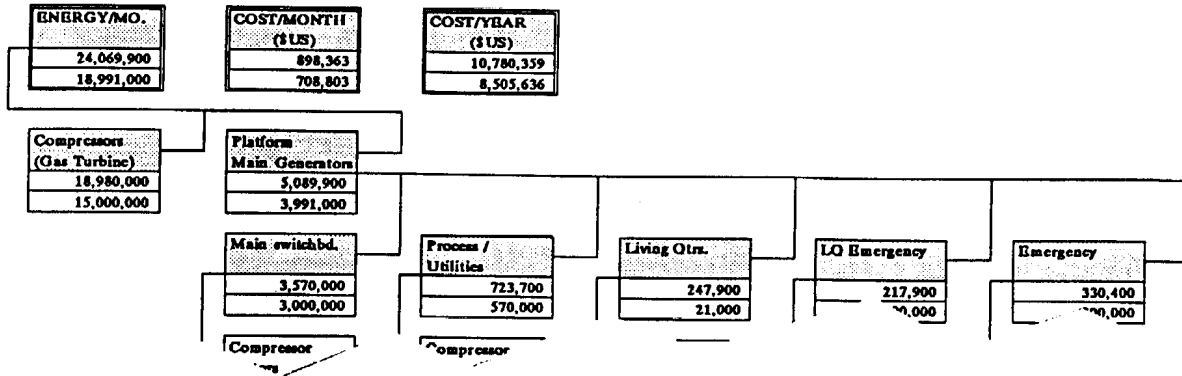 ENERGY/MO.
24,069,900
18,991,000
COST/MONTH
($US)
898,363
708,803
COST/YEAR
($US)
10,780,359
8,505,636
Compressors
(Gas Turbine)
18,980,000
15,000,000
Platform
Main Generators
5,089,900
3,991,000
Main switchbd.
3,570,000
3,000,000
Process /
Utilities
723,700
570,000
Living Qtrs.
247,900
21,000
LQ Emergency
217,900
Emergency
330,400
Compressor
Compressor